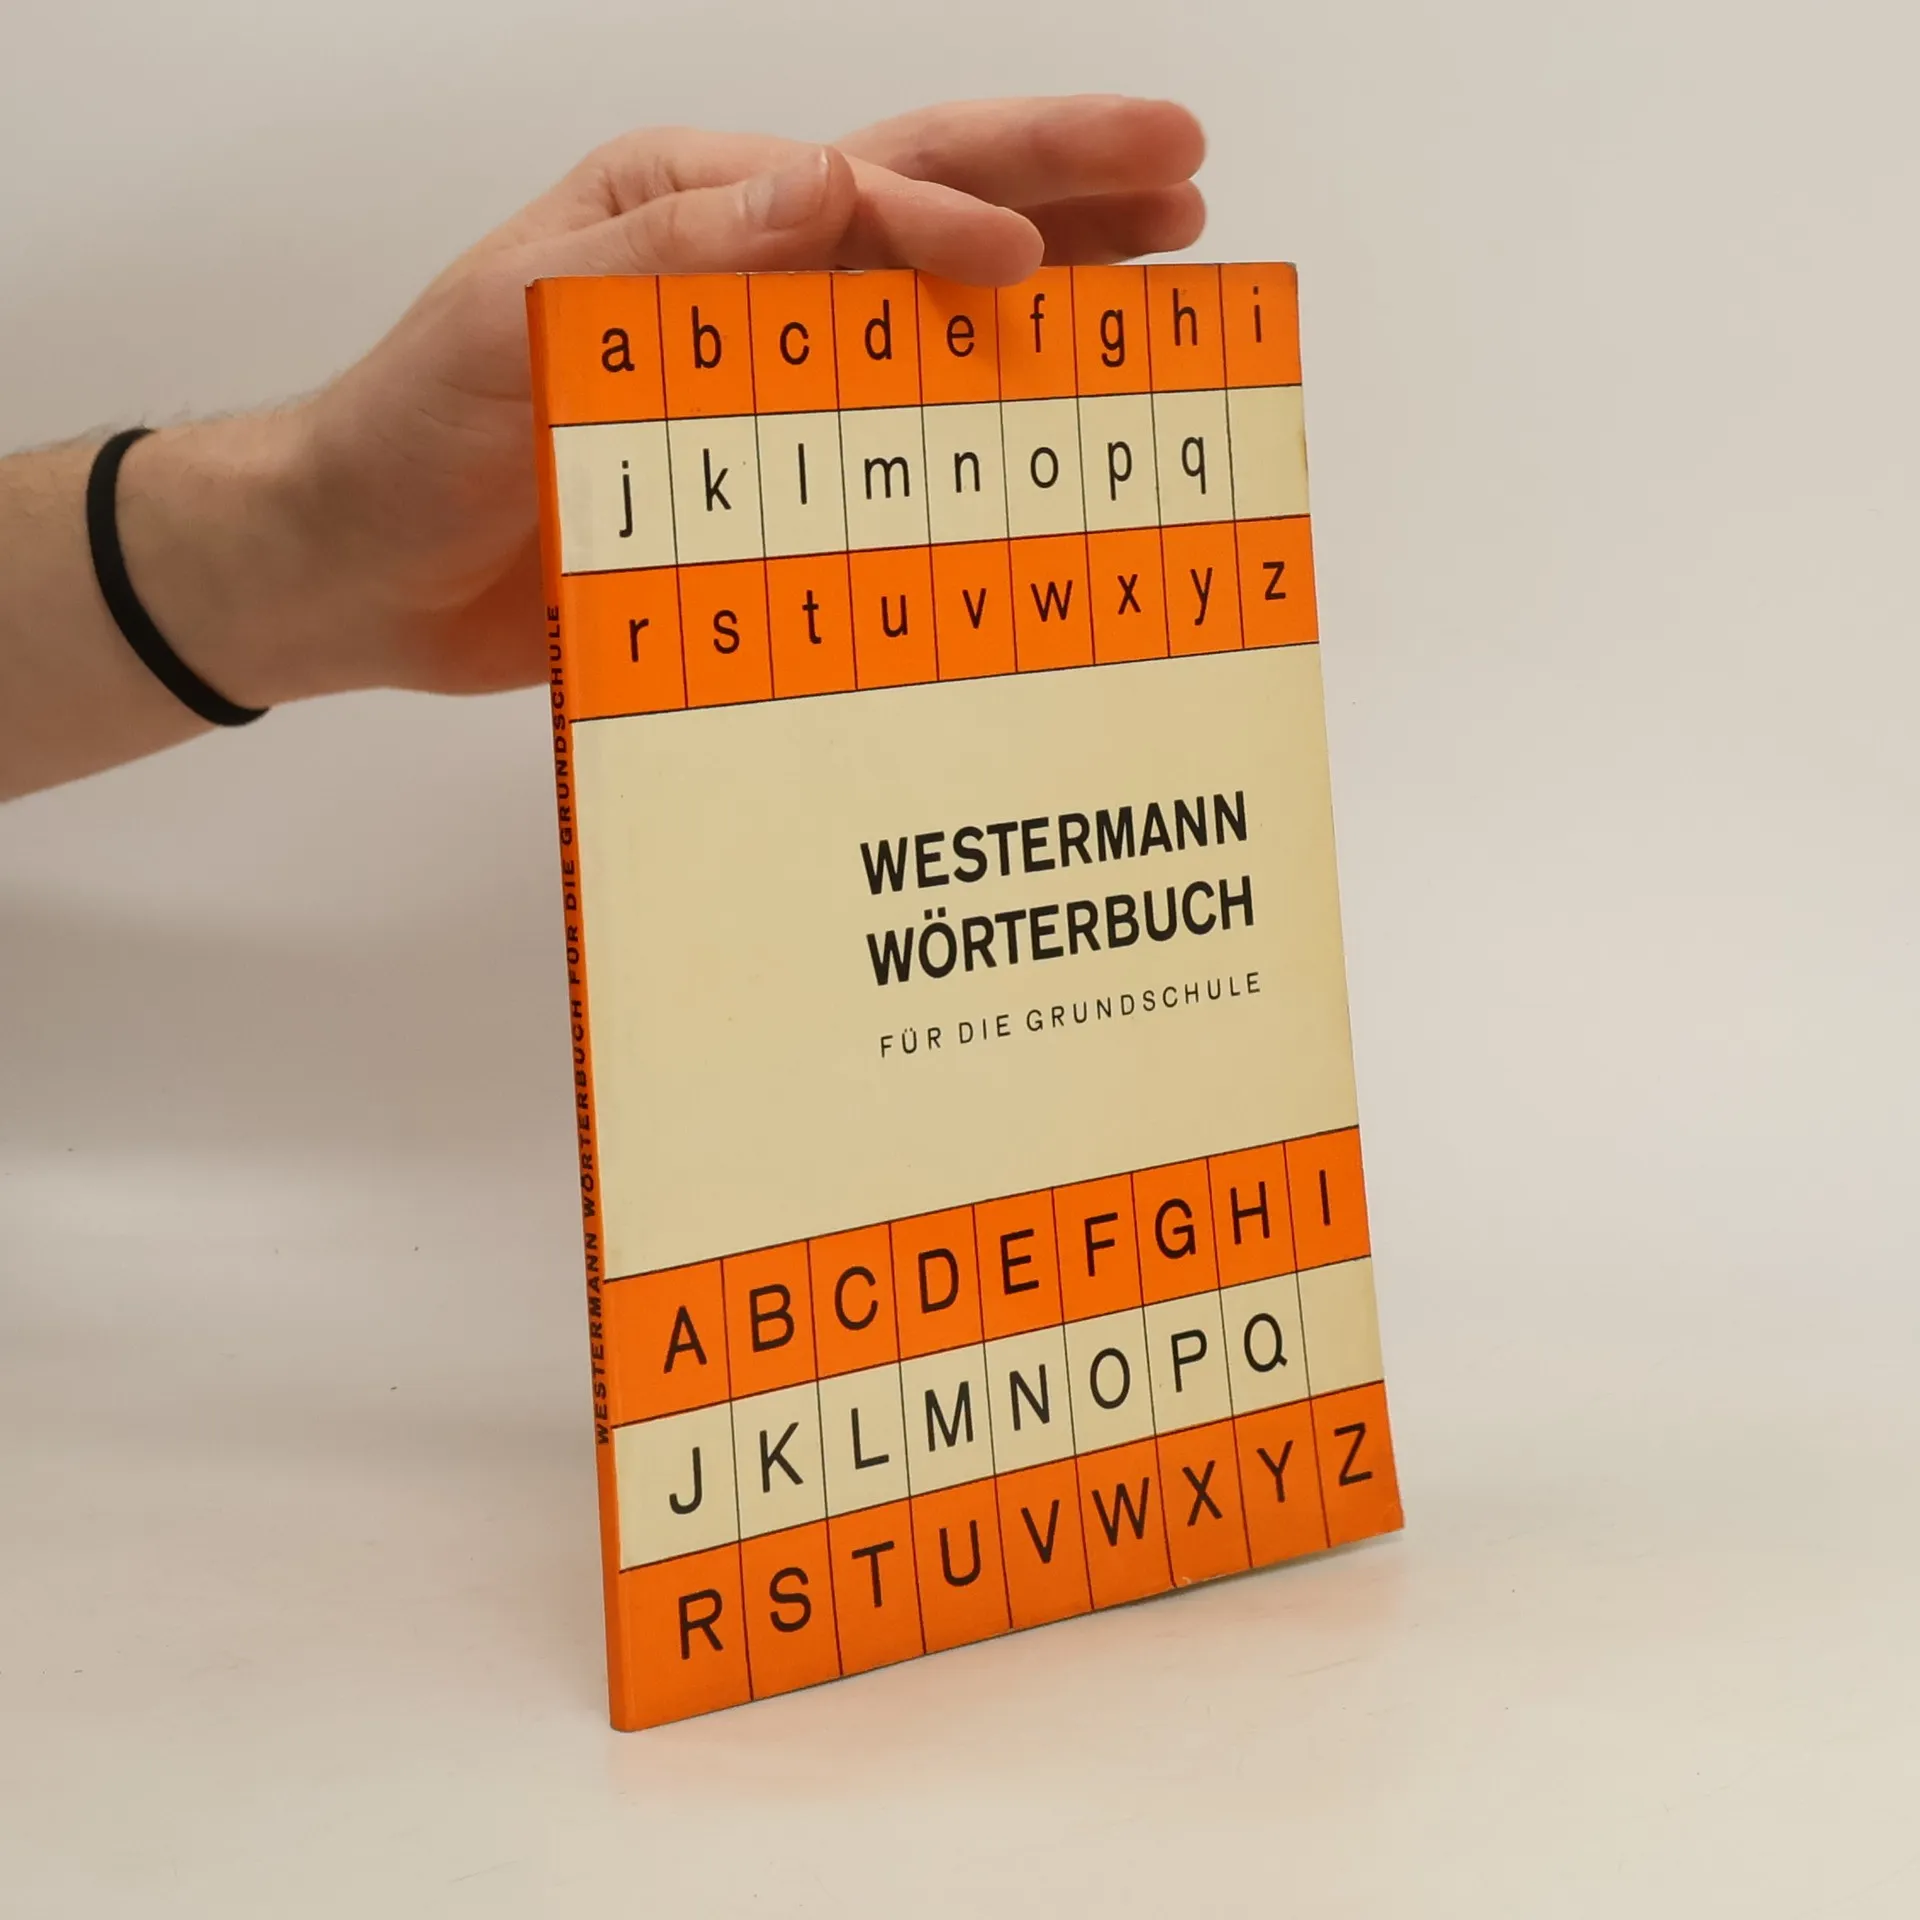 a b c d e f g h i
j k l m n o p q
r s t u v w x y z
WESTERMANN
WÖRTERBUCH
FÜR DIE GRUNDSCHULE
A B C D E F G H I
J K L M N O P Q
R S T U V W X Y Z
WESTERMANN WÖRTERBUCH FÜR DIE GRUNDSCHULE